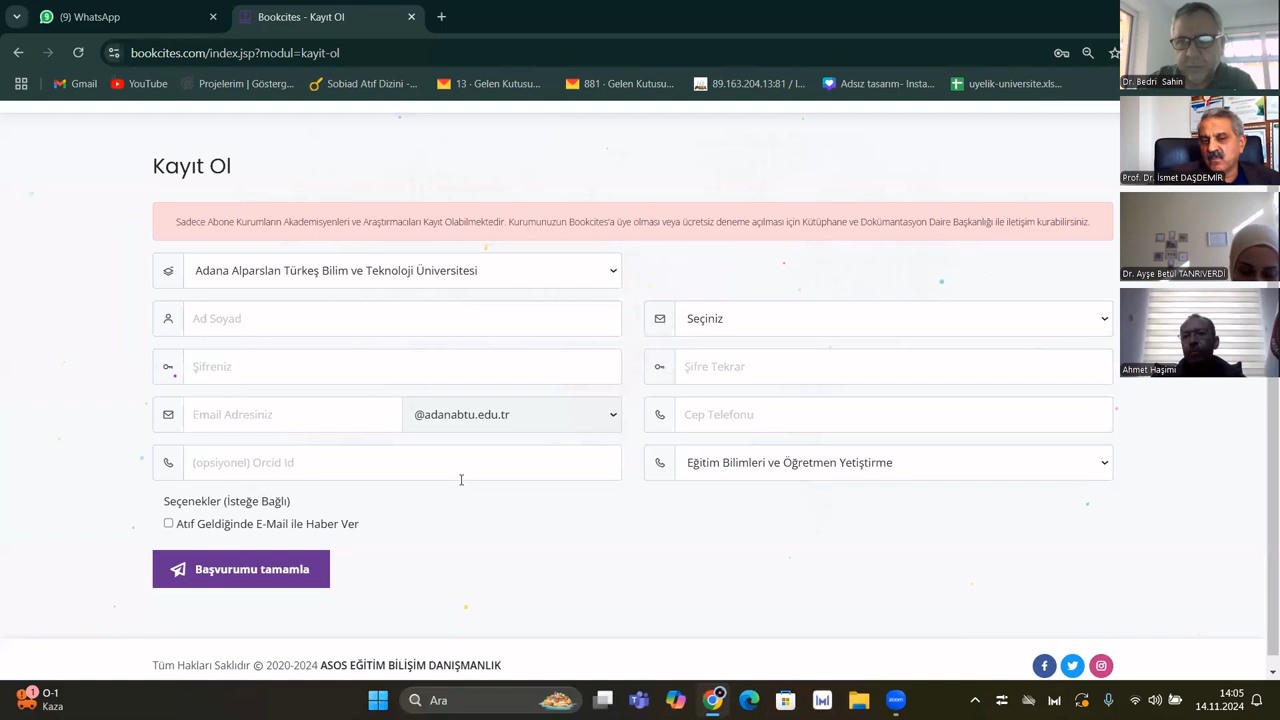 (9) WhatsApp
Bookcites - Kayıt Ol
bookcites.com/index.jsp?modul=kayit-ol
Gmail
YouTube
Projelerim | Gösterg...
Sobiad Atıf Dizini -...
13 - Gelen Kutusu...
881 - Gelen Kutusu...
89.163.204.13:81 / l...
Adsız tasarım- Insta...
uyelik-universite.xls...
Dr. Bedri Sahin
Prof. Dr. İsmet DAŞDEMİR
Dr. Ayşe Betül TANRIVERDİ
Ahmet Haşimi
Kayıt Ol
Sadece Abone Kurumların Akademisyenleri ve Araştırmacıları Kayıt Olabilmektedir. Kurumunuzun Bookcites'a üye olması veya ücretsiz deneme açılması için Kütüphane ve Dokümantasyon Daire Başkanlığı ile iletişim kurabilirsiniz.
Adana Alparslan Türkeş Bilim ve Teknoloji Üniversitesi
Ad Soyad
Seçiniz
Şifreniz
Şifre Tekrar
Email Adresiniz
@adanabtu.edu.tr
Cep Telefonu
(opsiyonel) Orcid Id
Eğitim Bilimleri ve Öğretmen Yetiştirme
Seçenekler (İsteğe Bağlı)
Atıf Geldiğinde E-Mail ile Haber Ver
Başvurumu tamamla
Tüm Hakları Saklıdır © 2020-2024 ASOS EĞİTİM BİLİŞİM DANIŞMANLIK
1
O-1
Kaza
Ara
zoom
14:05
14.11.2024